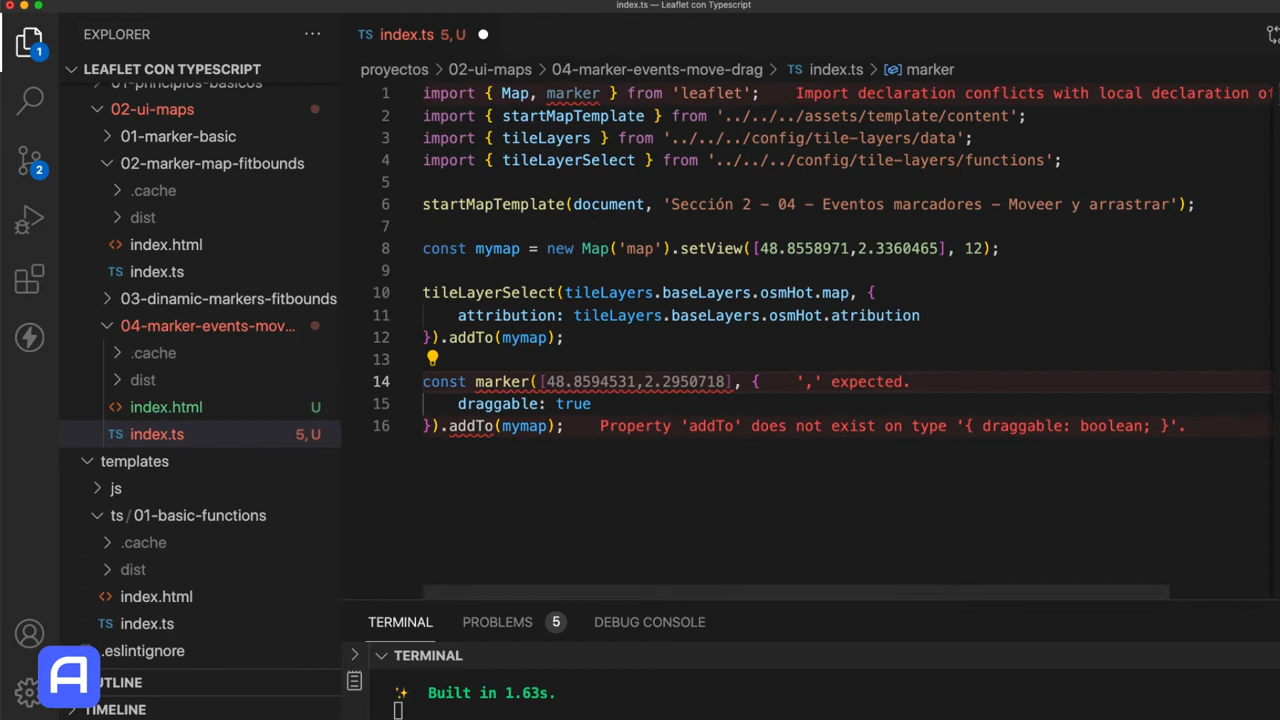 index.ts — Leaflet con Typescript
EXPLORER
LEAFLET CON TYPESCRIPT
01-principios-basicos
02-ui-maps
01-marker-basic
02-marker-map-fitbounds
.cache
dist
index.html
TS index.ts
03-dinamic-markers-fitbounds
04-marker-events-mov...
.cache
dist
index.html U
TS index.ts 5, U
templates
js
ts / 01-basic-functions
.cache
dist
index.html
TS index.ts
.eslintignore
UTLINE
TIMELINE
1
2
A
TS index.ts 5, U
proyectos > 02-ui-maps > 04-marker-events-move-drag > TS index.ts > marker
1 import { Map, marker } from 'leaflet'; Import declaration conflicts with local declaration of
2 import { startMapTemplate } from '../../../assets/template/content';
3 import { tileLayers } from '../../../config/tile-layers/data';
4 import { tileLayerSelect } from '../../../config/tile-layers/functions';
5
6 startMapTemplate(document, 'Sección 2 - 04 - Eventos marcadores - Moveer y arrastrar');
7
8 const mymap = new Map('map').setView([48.8558971,2.3360465], 12);
9
10 tileLayerSelect(tileLayers.baseLayers.osmHot.map, {
11 attribution: tileLayers.baseLayers.osmHot.atribution
12 }).addTo(mymap);
13
14 const marker([48.8594531,2.2950718], { ',' expected.
15 draggable: true
16 }).addTo(mymap); Property 'addTo' does not exist on type '{ draggable: boolean; }'.
TERMINAL PROBLEMS 5 DEBUG CONSOLE
TERMINAL
✨ Built in 1.63s.